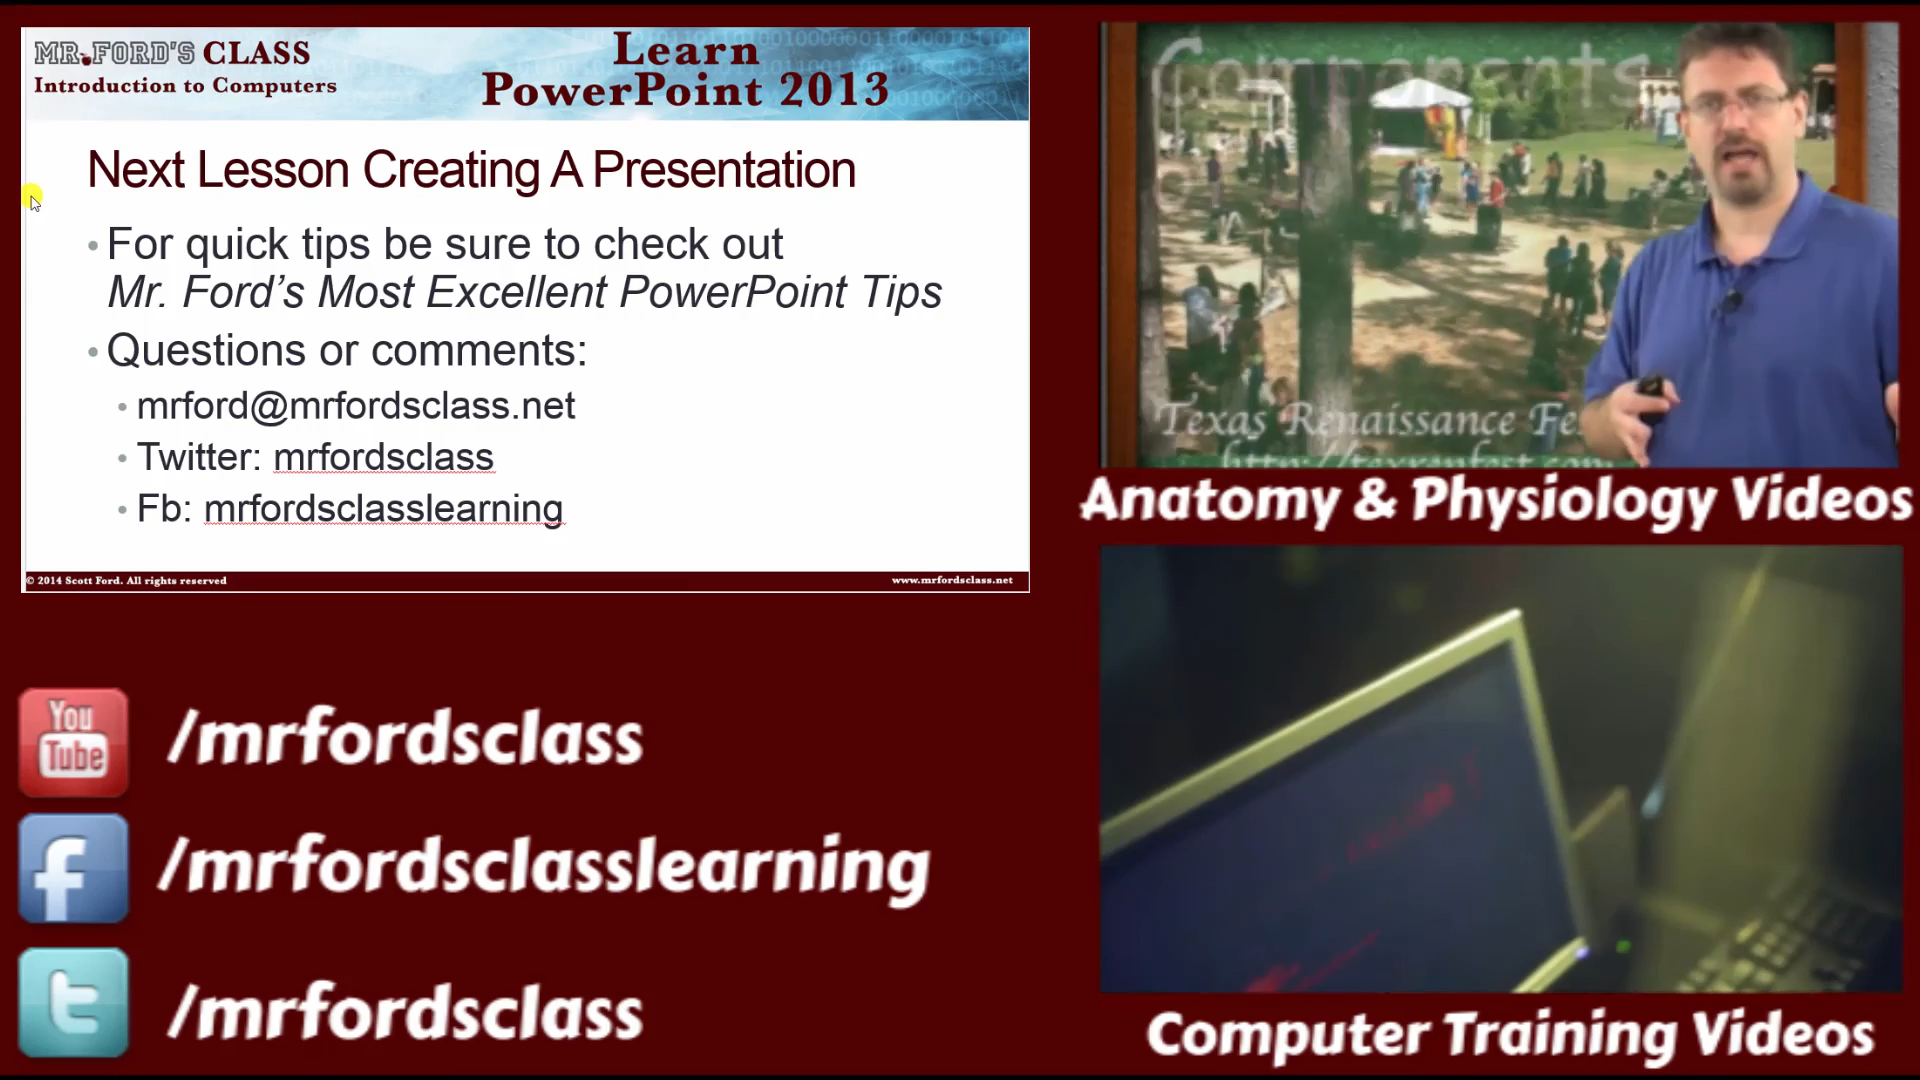 MR.FORD'S CLASS
Introduction to Computers
Learn
PowerPoint 2013
Next Lesson Creating A Presentation
• For quick tips be sure to check out
Mr. Ford's Most Excellent PowerPoint Tips
• Questions or comments:
• mrford@mrfordsclass.net
• Twitter: mrfordsclass
• Fb: mrfordsclasslearning
© 2014 Scott Ford. All rights reserved
www.mrfordsclass.net
Components
Texas Renaissance
Anatomy & Physiology Videos
You
Tube
/mrfordsclass
f
/mrfordsclasslearning
t
/mrfordsclass
Computer Training Videos